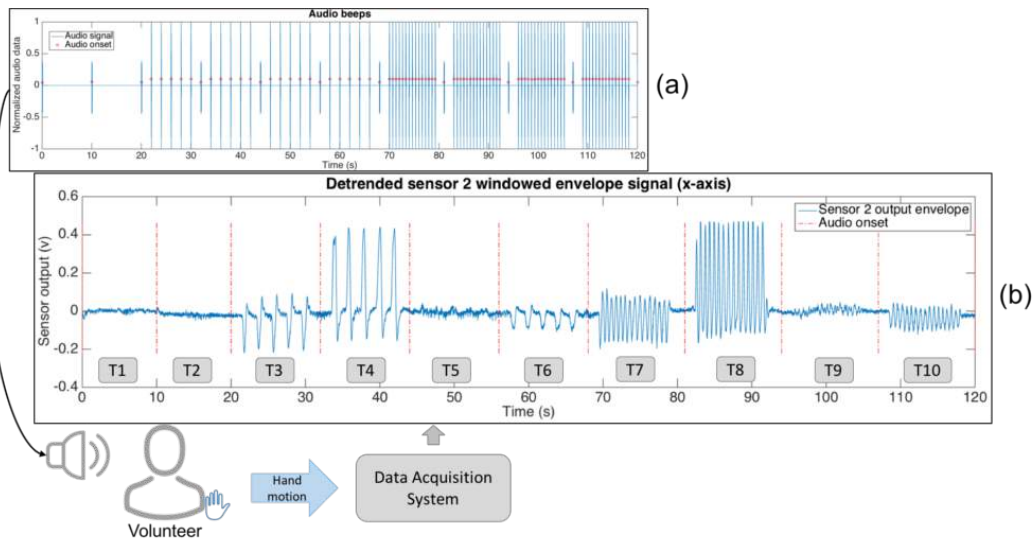 Audio beeps
Normalized audio data
1
0.5
0
-0.5
-1
Audio signal
Audio onset
0 10 20 30 40 50 60 70 80 90 100 110 120
Time (s)
(a)
Detrended sensor 2 windowed envelope signal (x-axis)
Sensor output (v)
0.6
0.4
0.2
0
-0.2
-0.4
Sensor 2 output envelope
Audio onset
T1 T2 T3 T4 T5 T6 T7 T8 T9 T10
0 10 20 30 40 50 60 70 80 90 100 110 120
Time (s)
(b)
Volunteer
Hand
motion
Data Acquisition
System